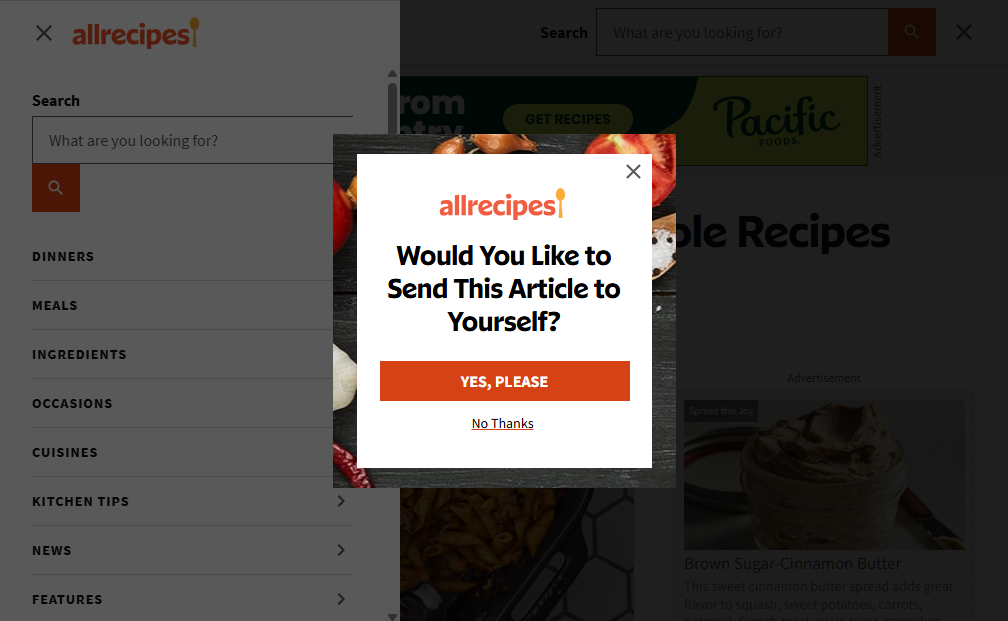 allrecipes
Search
What are you looking for?
DINNERS
MEALS
INGREDIENTS
OCCASIONS
CUISINES
KITCHEN TIPS
NEWS
FEATURES
Search
What are you looking for?
GET RECIPES
Pacific
FOODS.
Advertisement
Recipes
allrecipes
Would You Like to
Send This Article to
Yourself?
YES, PLEASE
No Thanks
Advertisement
Spread this Joy
Brown Sugar-Cinnamon Butter
This sweet cinnamon butter spread adds great
flavor to squash, sweet potatoes, carrots,